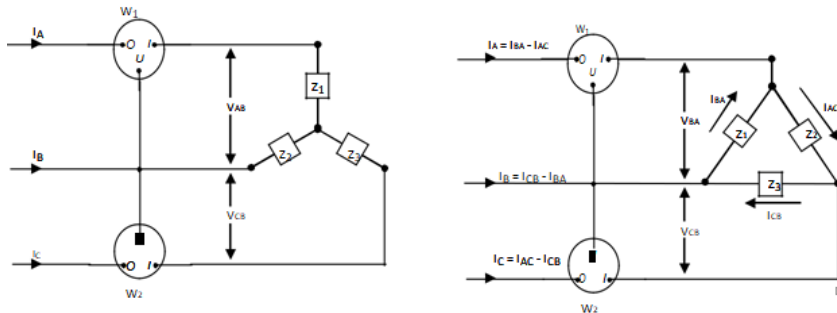 W1
IA
O
I
U
Z1
VAB
Z2
Z3
IB
VCB
IC
O
I
W2
W1
IA = IBA - IAC
O
I
U
VBA
IBA
IAC
Z1
Z2
IB = ICB - IBA
Z3
ICB
VCB
IC = IAC - ICB
O
I
W2